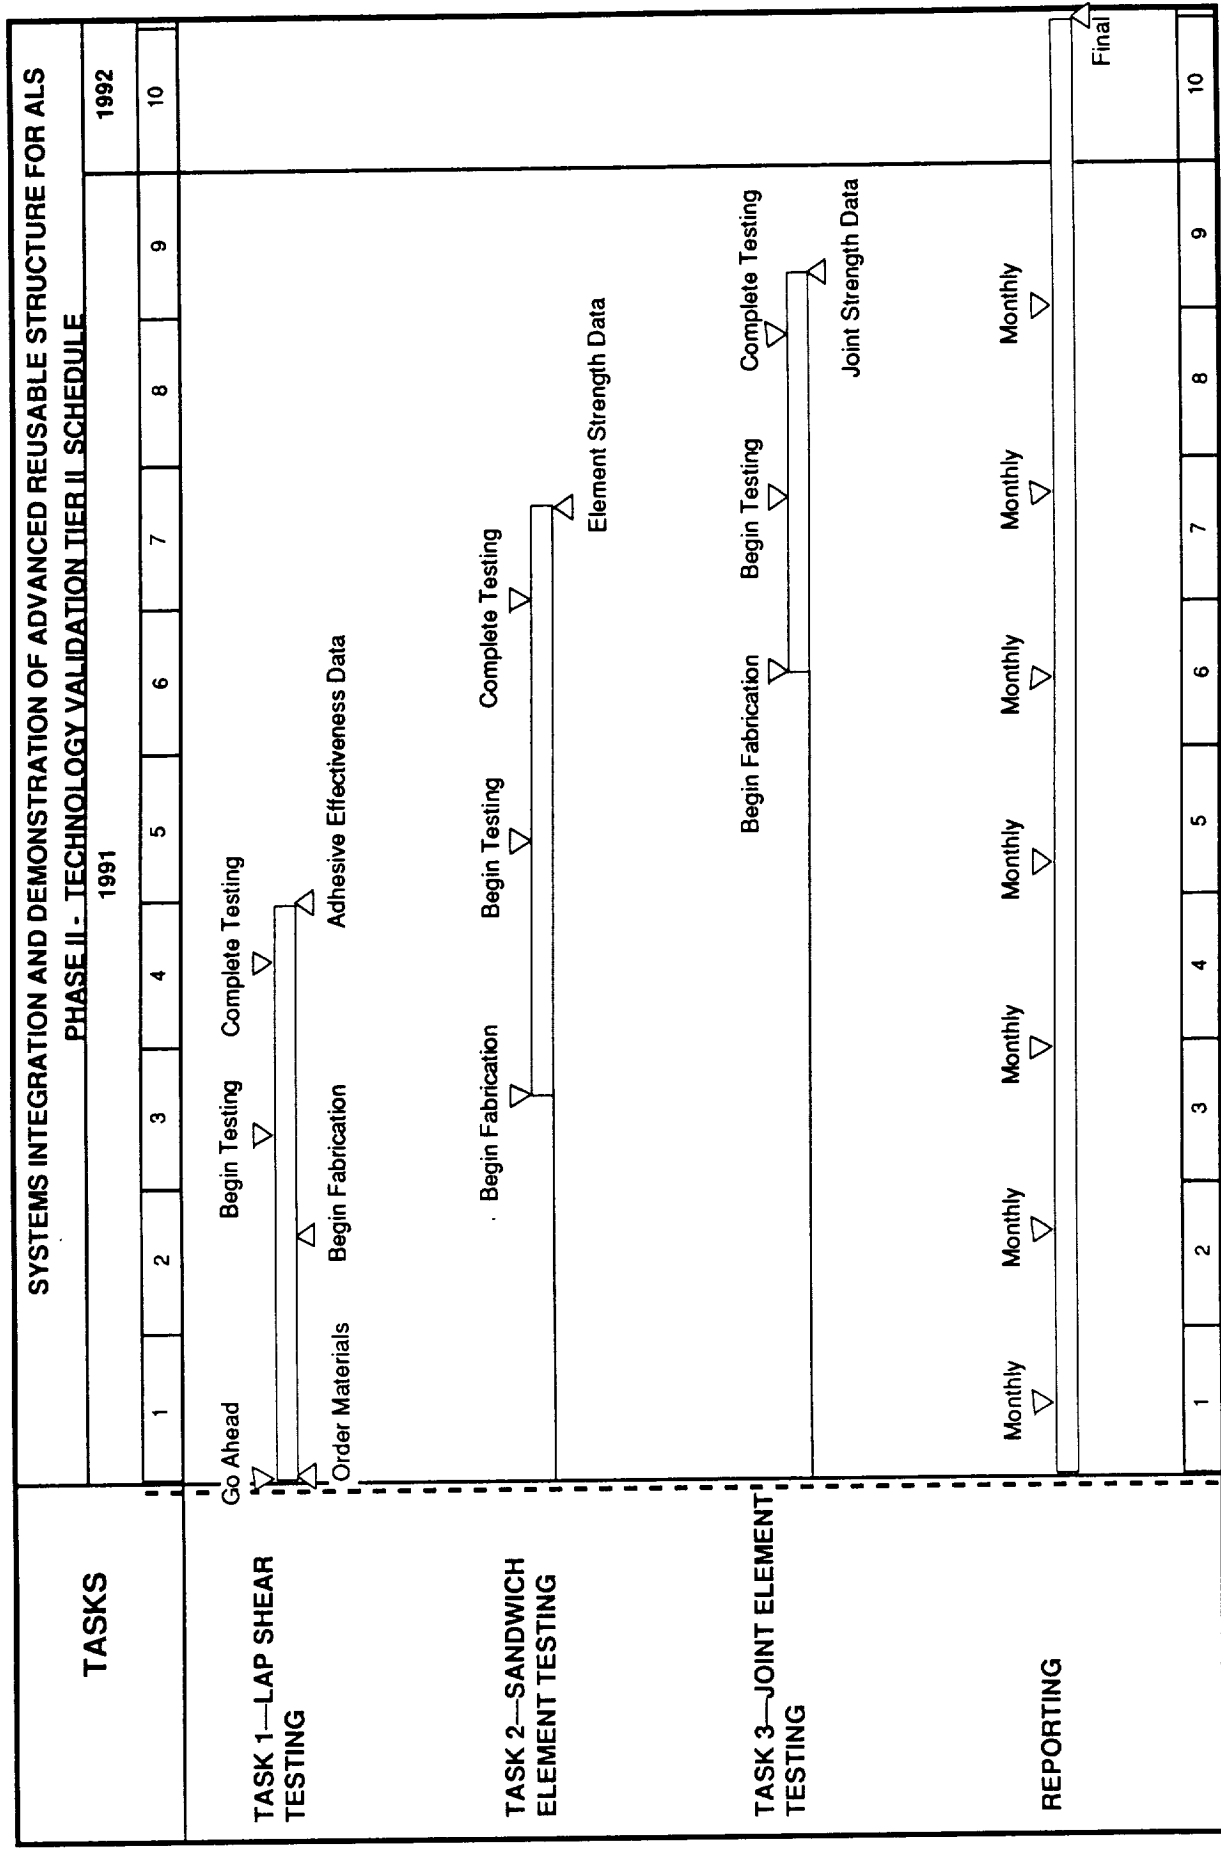 SYSTEMS INTEGRATION AND DEMONSTRATION OF ADVANCED REUSABLE STRUCTURE FOR ALS
PHASE II - TECHNOLOGY VALIDATION TIER II SCHEDULE
TASKS
1991
1992
1 2 3 4 5 6 7 8 9 10
TASK 1—LAP SHEAR
TESTING
Go Ahead
Begin Testing
Complete Testing
Order Materials
Begin Fabrication
Adhesive Effectiveness Data
TASK 2—SANDWICH
ELEMENT TESTING
Begin Fabrication
Begin Testing
Complete Testing
Element Strength Data
TASK 3—JOINT ELEMENT
TESTING
Begin Fabrication
Begin Testing
Complete Testing
Joint Strength Data
REPORTING
Monthly Monthly Monthly Monthly Monthly Monthly Monthly
Final
1 2 3 4 5 6 7 8 9 10